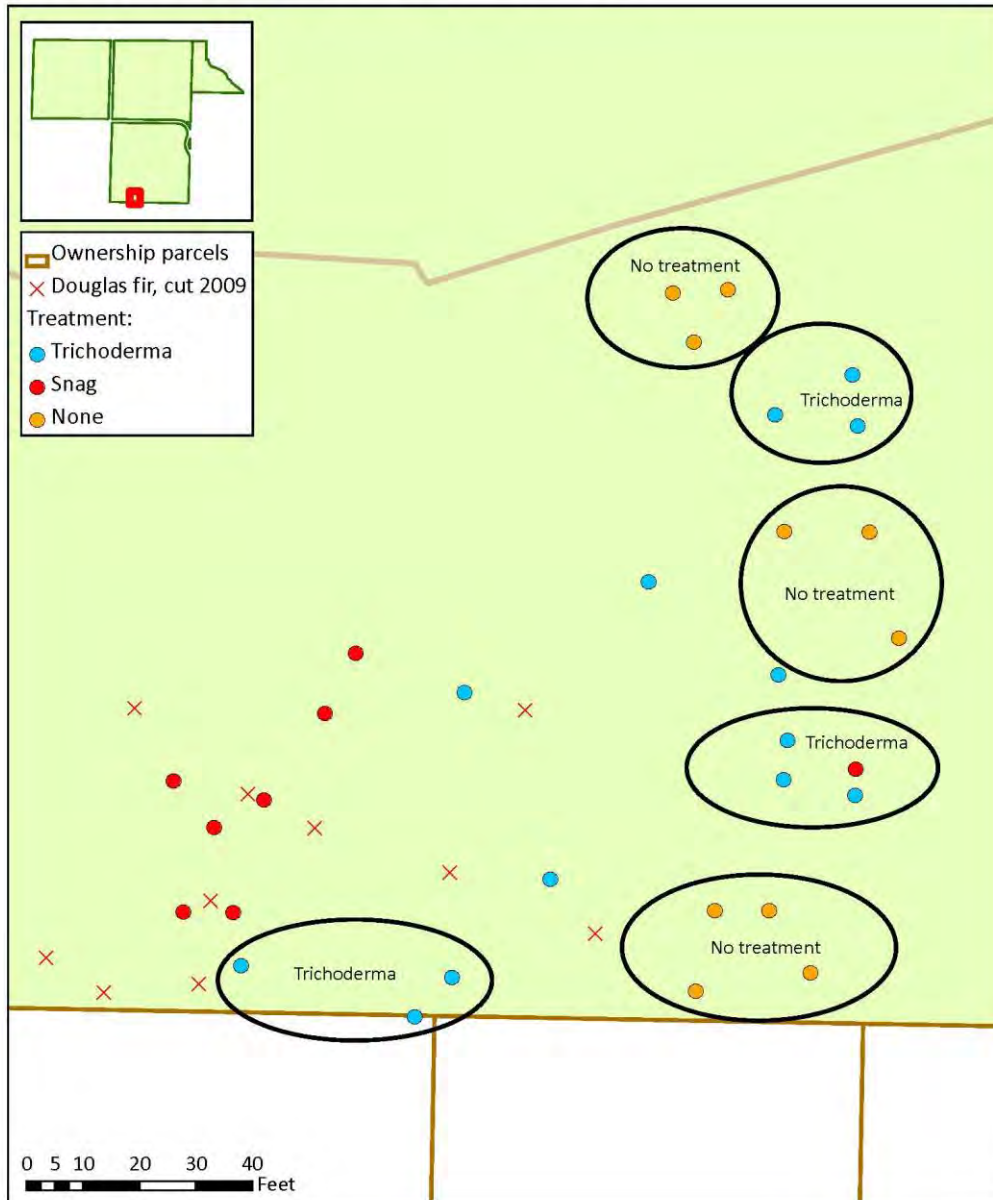 Ownership parcels
Douglas fir, cut 2009
Treatment:
Trichoderma
Snag
None
No treatment
Trichoderma
No treatment
Trichoderma
No treatment
Trichoderma
0 5 10 20 30 40
Feet